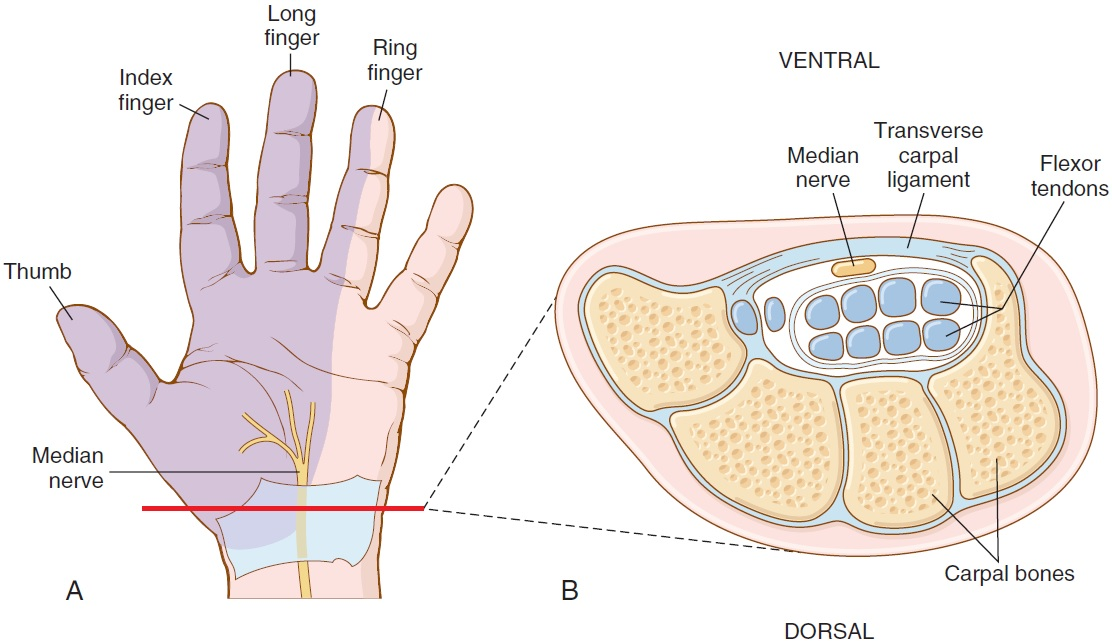 Long
finger
Ring
finger
Index
finger
Thumb
Median
nerve
A
VENTRAL
Transverse
carpal
ligament
Median
nerve
Flexor
tendons
Carpal bones
B
DORSAL